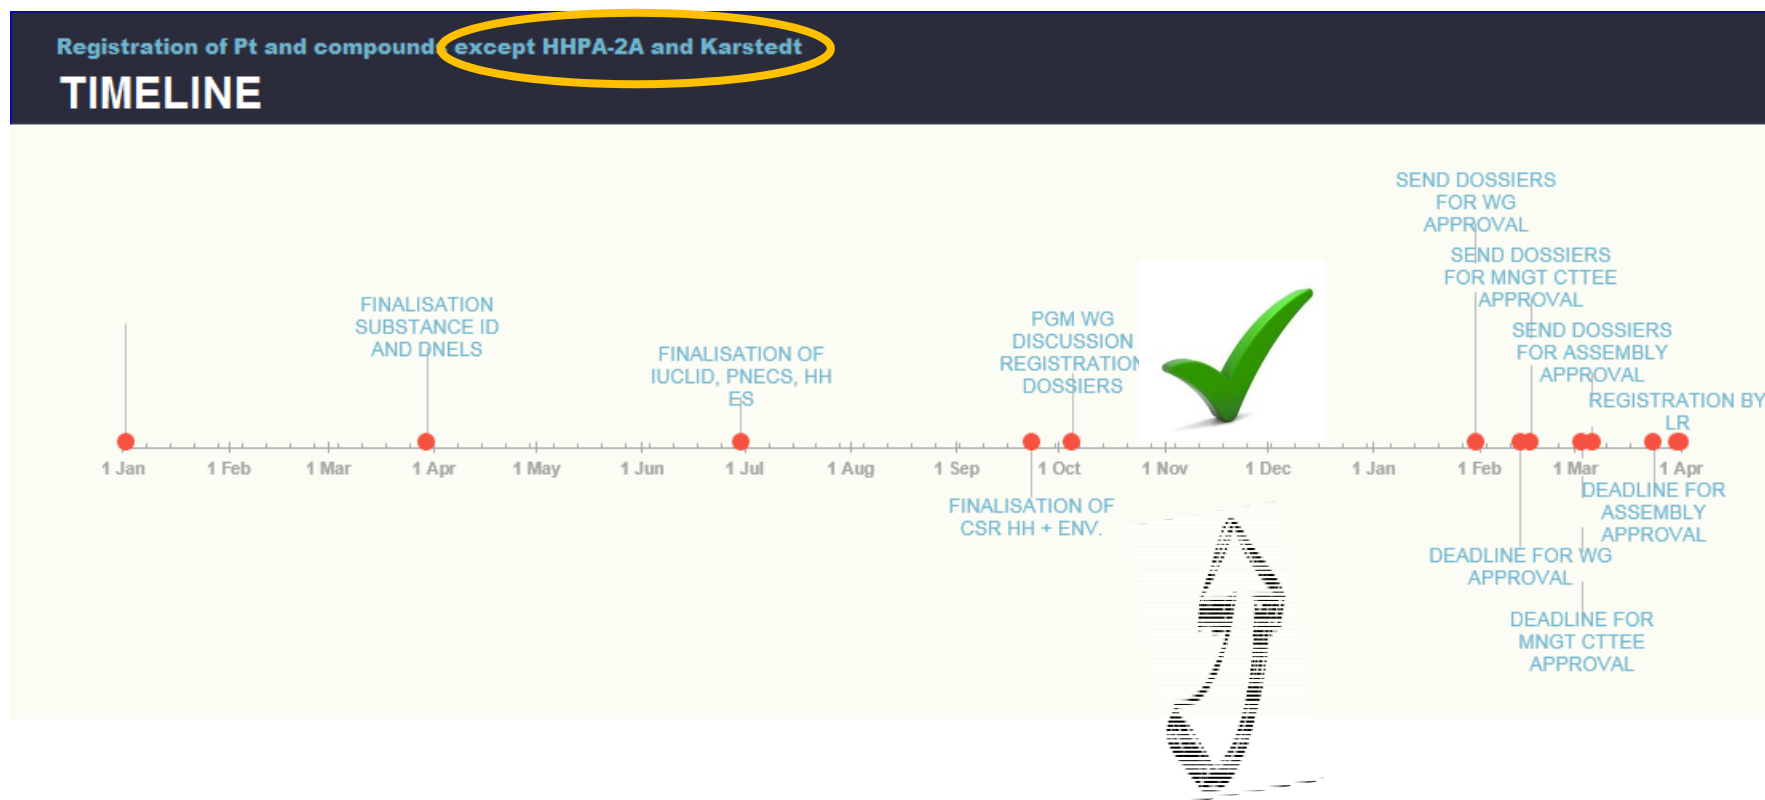 Registration of Pt and compounds except HHPA-2A and Karstedt
TIMELINE
SEND DOSSIERS
FOR WG
APPROVAL
SEND DOSSIERS
FOR MNGT CTTEE
APPROVAL
FINALISATION
SUBSTANCE ID
AND DNELS
PGM WG
DISCUSSION
REGISTRATION
DOSSIERS
SEND DOSSIERS
FOR ASSEMBLY
APPROVAL
FINALISATION OF
IUCLID, PNECS, HH
ES
REGISTRATION BY
LR
1 Jan
1 Feb
1 Mar
1 Apr
1 May
1 Jun
1 Jul
1 Aug
1 Sep
1 Oct
1 Nov
1 Dec
1 Jan
1 Feb
1 Mar
1 Apr
FINALISATION OF
CSR HH + ENV.
DEADLINE FOR
ASSEMBLY
APPROVAL
DEADLINE FOR WG
APPROVAL
DEADLINE FOR
MNGT CTTEE
APPROVAL